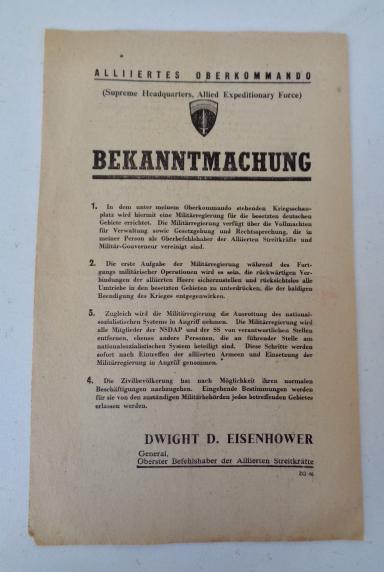 ALLIIERTES OBERKOMMANDO
(Supreme Headquarters, Allied Expeditionary Force)
BEKANNTMACHUNG
1. In dem unter meinem Oberkommando stehenden Kriegsschau-
platz wird hiermit eine Militärregierung für die besetzten deutschen
Gebiete errichtet. Die Militärregierung verfügt über die Vollmachten
für Verwaltung sowie Gesetzgebung und Rechtssprechung, die in
meiner Person als Oberbefehlshaber der Alliierten Streitkräfte und
Militär-Gouverneur vereinigt sind.
2. Die erste Aufgabe der Militärregierung während des Fort-
gangs militärischer Operationen wird es sein, die rückwärtigen Ver-
bindungen der alliierten Heere sicherzustellen und rücksichtslos alle
Umtriebe in den besetzten Gebieten zu unterdrücken, die der baldigen
Beendigung des Krieges entgegenwirken.
3. Zugleich wird die Militärregierung die Ausrottung des national-
sozialistischen Systems in Angriff nehmen. Die Militärregierung wird
alle Mitglieder der NSDAP und der SS von verantwortlichen Stellen
entfernen, ebenso andere Personen, die an führender Stelle am
nationalsozialistischen System beteiligt sind. Diese Schritte werden
sofort nach Eintreffen der alliierten Armeen und Einsetzung der
Militärregierung in Angriff genommen.
4. Die Zivilbevölkerung hat nach Möglichkeit ihren normalen
Beschäftigungen nachzugehen. Eingehende Bestimmungen werden
für sie von den zuständigen Militärbehörden jedes betreffenden Gebietes
erlassen werden.
DWIGHT D. EISENHOWER
General,
Oberster Befehlshaber der Alliierten Streitkräfte